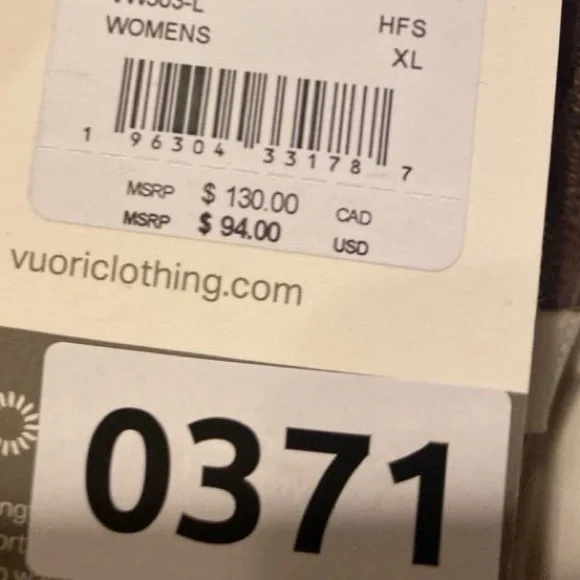 WOMENS
HFS
XL
1 96304 33178 7
MSRP $ 130.00 CAD
MSRP $ 94.00 USD
vuoriclothing.com
0371